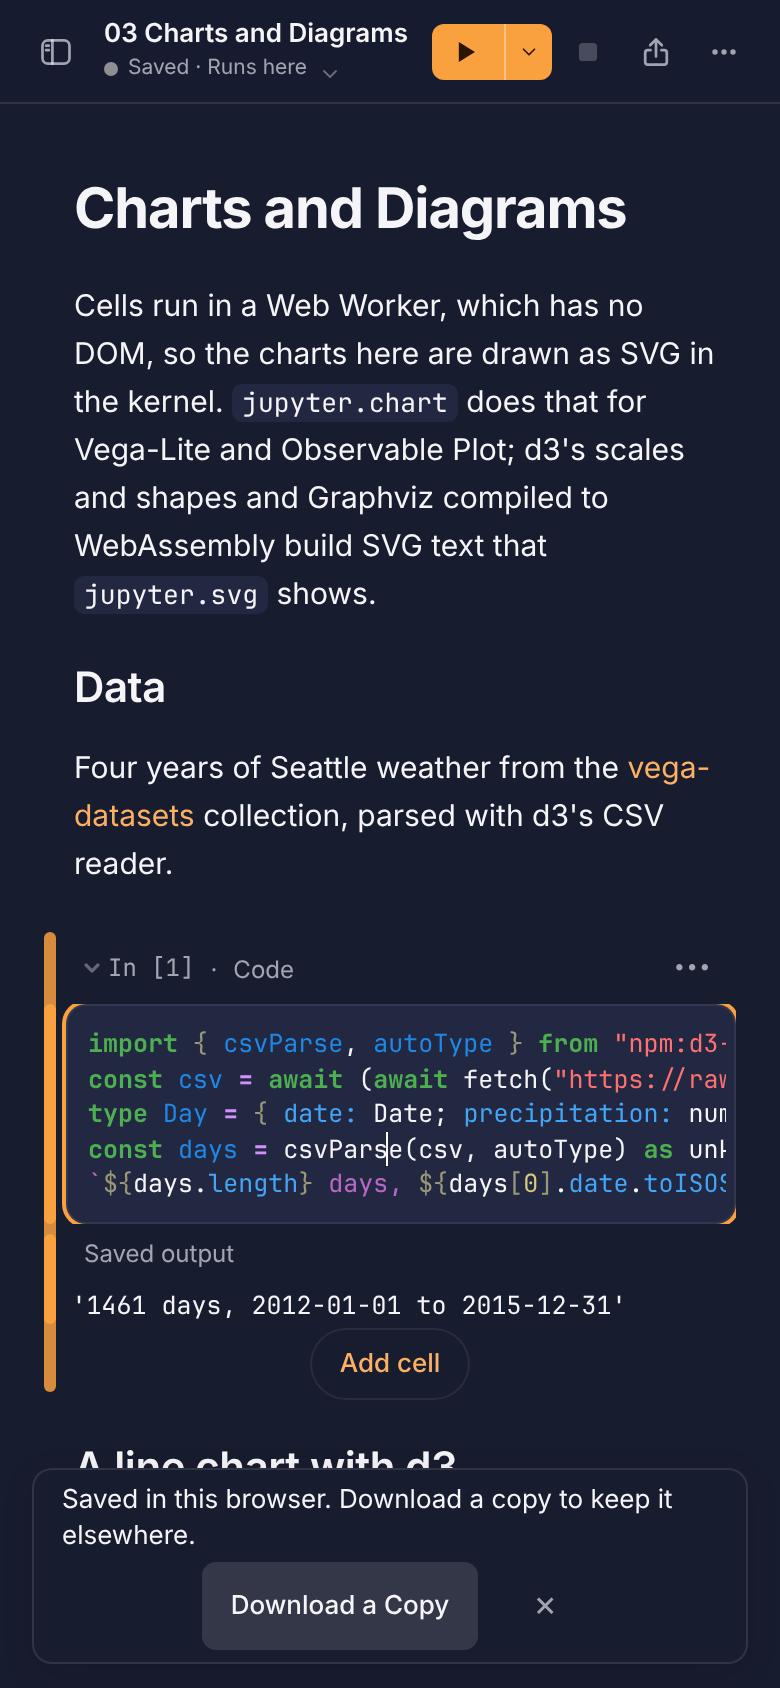 03 Charts and Diagrams
Saved · Runs here
Charts and Diagrams
Cells run in a Web Worker, which has no
DOM, so the charts here are drawn as SVG in
the kernel. jupyter.chart does that for
Vega-Lite and Observable Plot; d3's scales
and shapes and Graphviz compiled to
WebAssembly build SVG text that
jupyter.svg shows.
Data
Four years of Seattle weather from the vega-
datasets collection, parsed with d3's CSV
reader.
In [1] · Code
import { csvParse, autoType } from "npm:d3-
const csv = await (await fetch("https://raw
type Day = { date: Date; precipitation: num
const days = csvParse(csv, autoType) as unk
`${days.length} days, ${days[0].date.toISOS
Saved output
'1461 days, 2012-01-01 to 2015-12-31'
Add cell
A line chart with d3
Saved in this browser. Download a copy to keep it
elsewhere.
Download a Copy